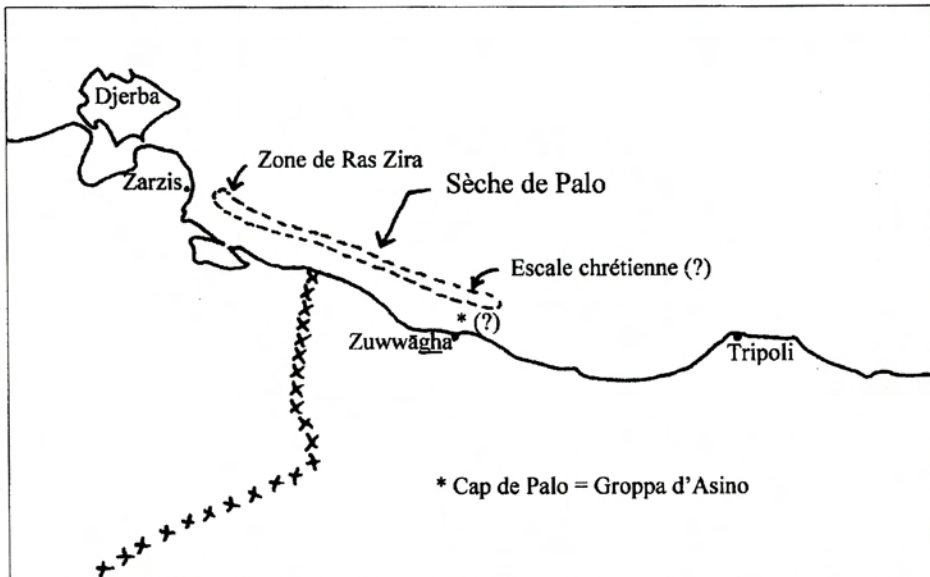 Djerba
Zone de Ras Zira
Zarzis
Sèche de Palo
Escale chrétienne (?)
* (?)
Zuwwāgha
Tripoli
* Cap de Palo = Groppa d'Asino